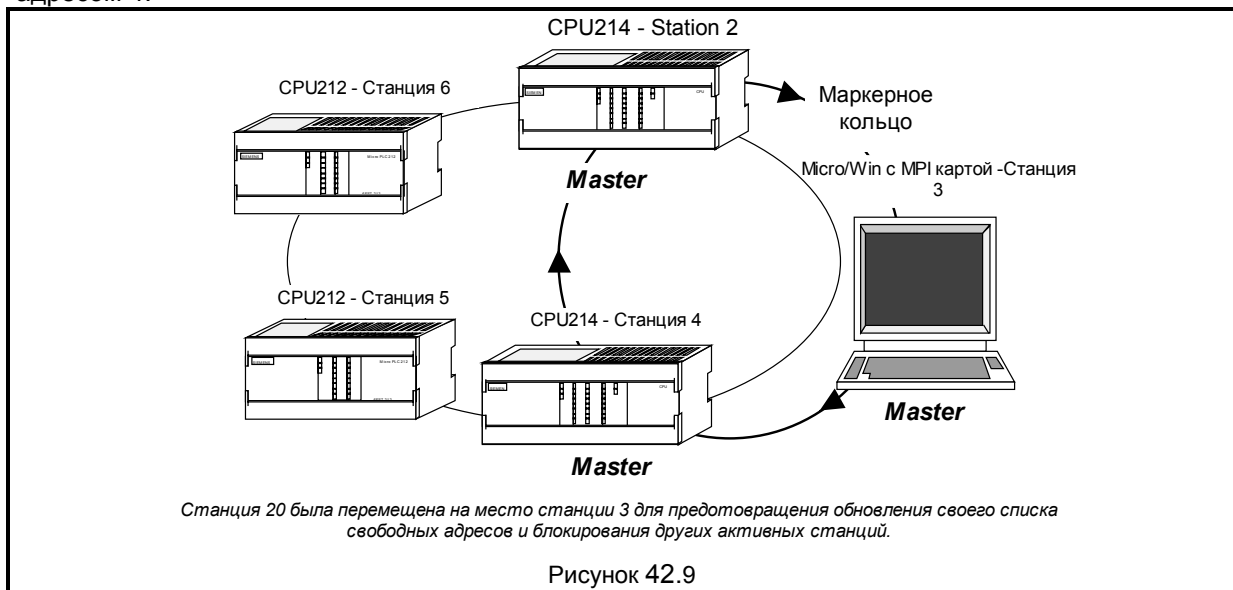 CPU214 - Station 2
CPU212 - Станция 6
Маркерное
кольцо
Master
Micro/Win с MPI картой -Станция
3
CPU212 - Станция 5
CPU214 - Станция 4
Master
Master
Станция 20 была перемещена на место станции 3 для предотвращения обновления своего списка
свободных адресов и блокирования других активных станций.
Рисунок 42.9